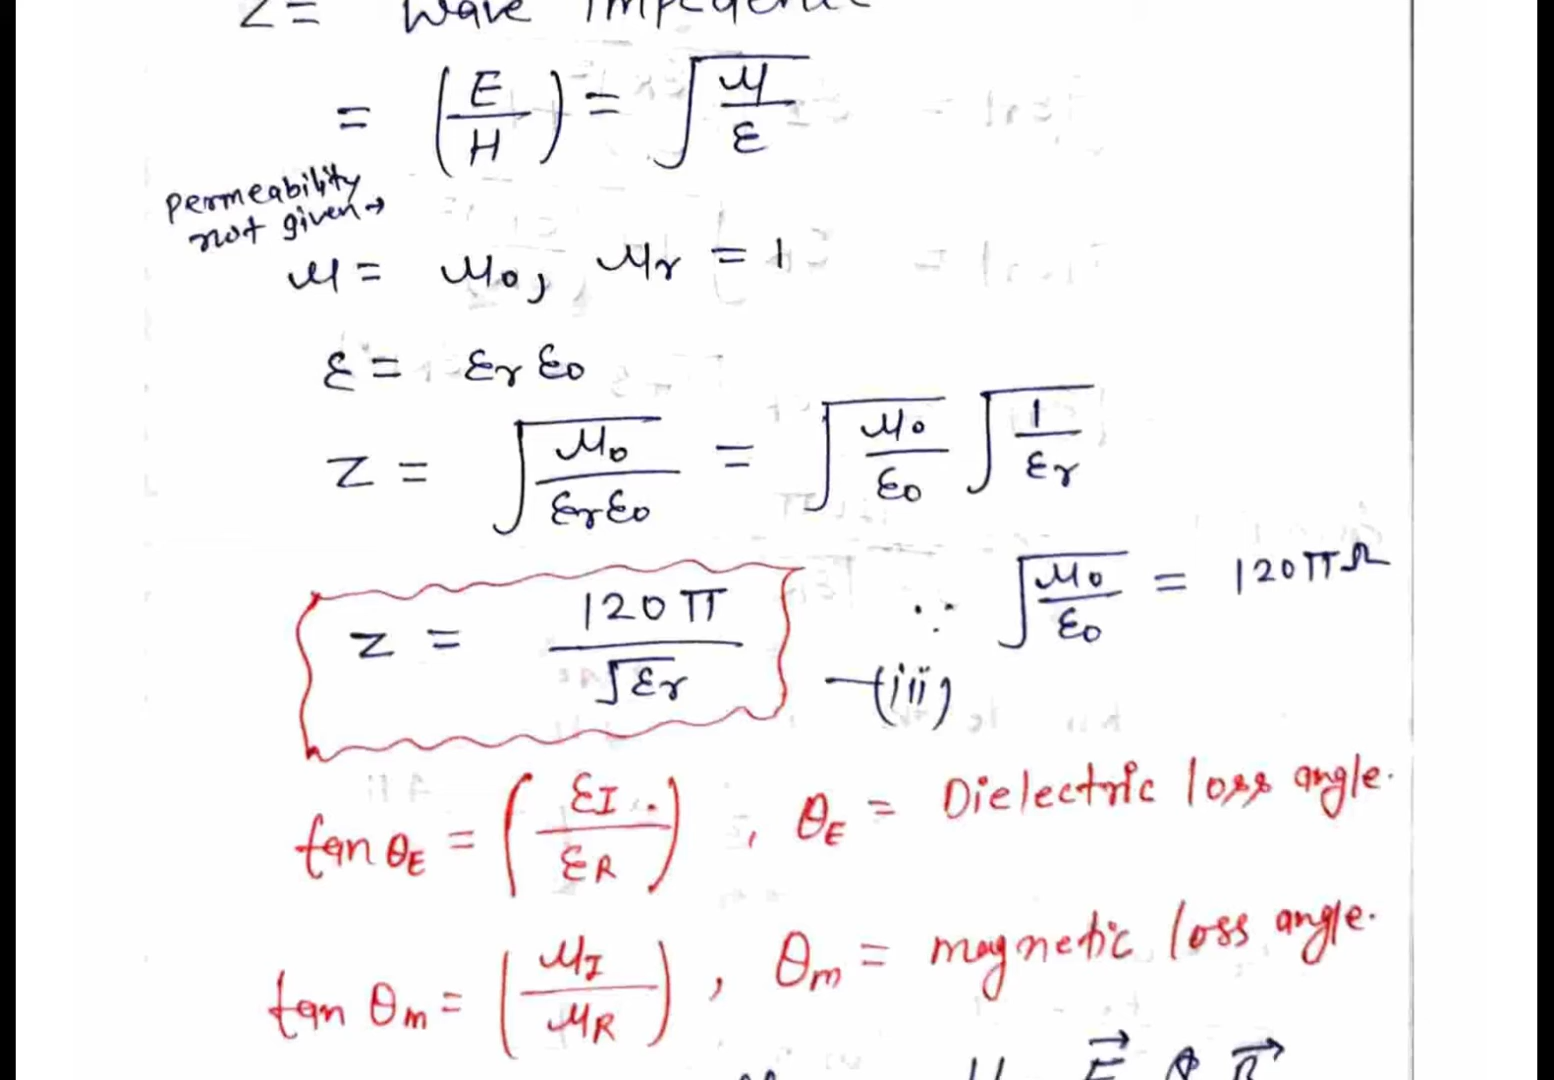 Z = Wave
= (E/H) = √(μ/ε)
permeability
not given→
μ = μ₀, μr = 1
ε = εr ε₀
Z = √(μ₀/εrε₀) = √(μ₀/ε₀) √(1/εr)
Z = 120π/√εr —(iii) ∵ √(μ₀/ε₀) = 120πΩ
tan θE = (εI/εR), θE = Dielectric loss angle.
tan θm = (μI/μR), θm = magnetic loss angle.